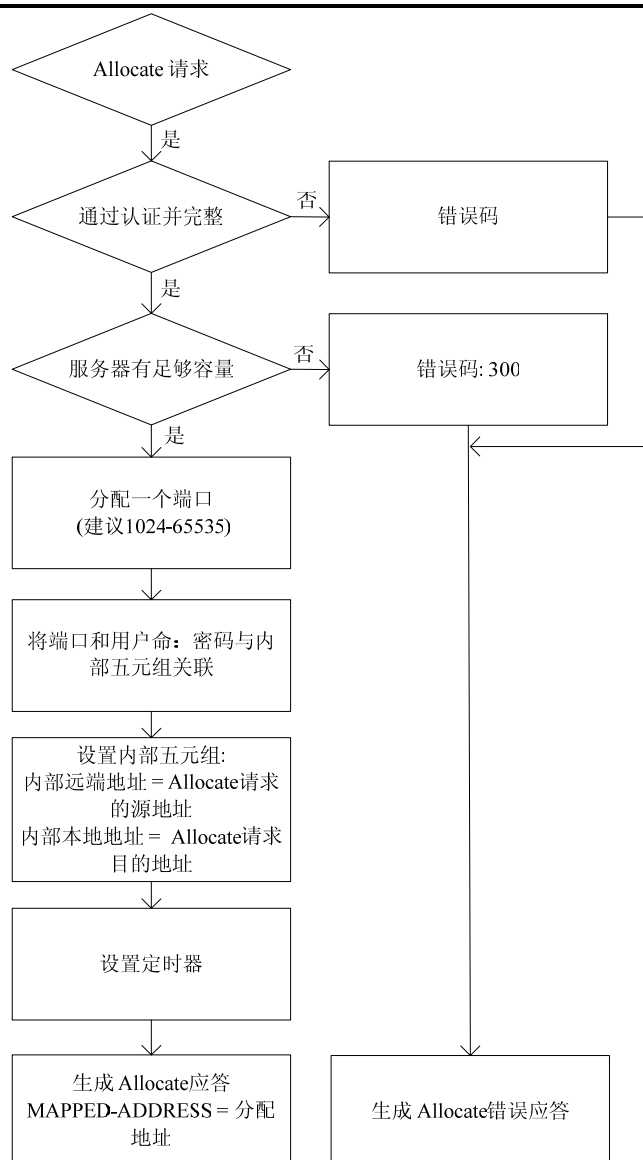 Allocate 请求
是
通过认证并完整
否
错误码
是
服务器有足够容量
否
错误码: 300
是
分配一个端口
(建议1024-65535)
将端口和用户命：密码与内
部五元组关联
设置内部五元组:
内部远端地址 = Allocate请求
的源地址
内部本地地址 = Allocate请求
目的地址
设置定时器
生成 Allocate应答
MAPPED-ADDRESS = 分配
地址
生成 Allocate错误应答